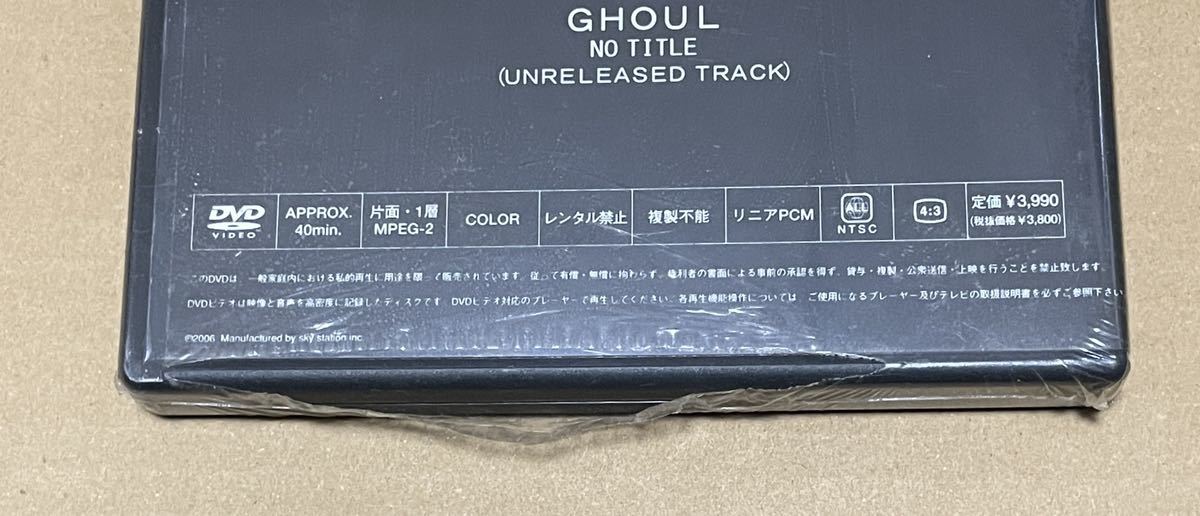 GHOUL
NO TITLE
(UNRELEASED TRACK)
DVD VIDEO
APPROX. 40min.
片面・1層 MPEG-2
COLOR
レンタル禁止
複製不能
リニアPCM
ALL NTSC
4:3
定価¥3,990
(税抜価格¥3,800)
このDVDは、一般家庭内における私的再生に用途を限って販売されています。従って有償・無償に拘わらず、権利者の書面による事前の承認を得ず、貸与・複製・公衆送信・上映を行うことを禁止致します。
DVDビデオは映像と音声を高密度に記録したディスクです。DVDビデオ対応のプレーヤーで再生してください。各再生機能操作については、ご使用になるプレーヤー及びテレビの取扱説明書を必ずご参照下さい
©2006 Manufactured by sky station inc.